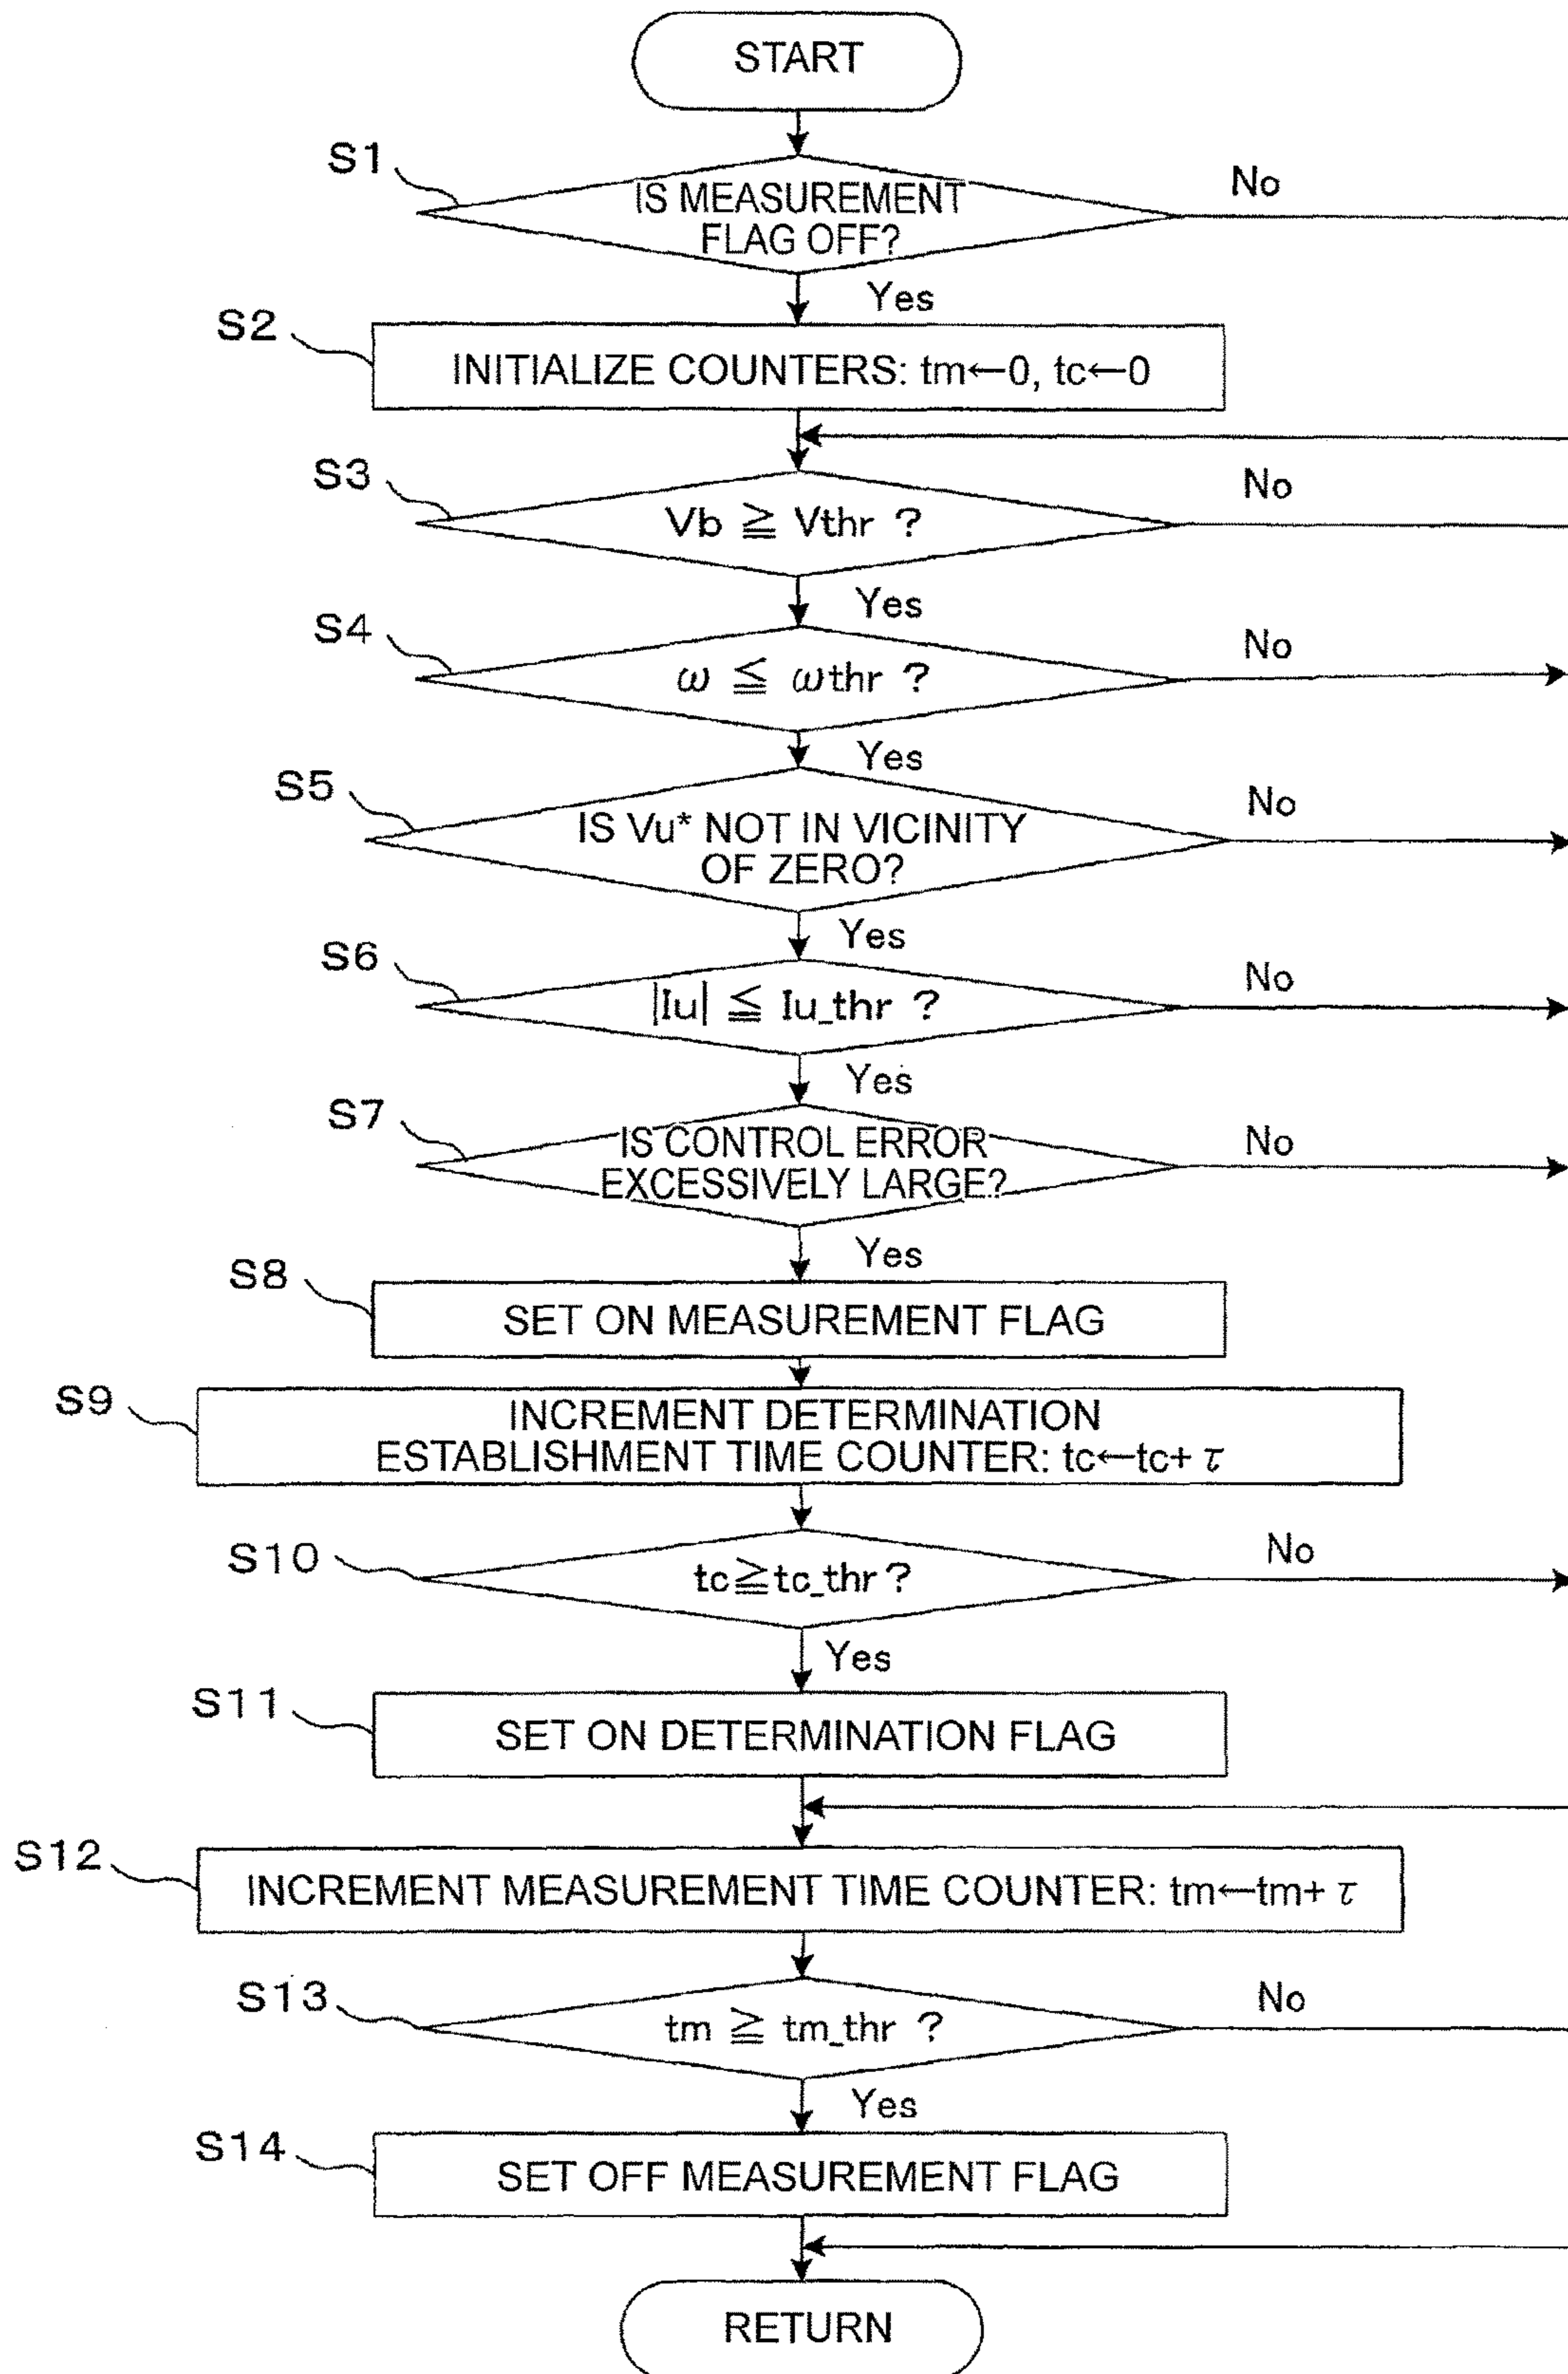 START
S1
IS MEASUREMENT
FLAG OFF?
No
Yes
S2
INITIALIZE COUNTERS: tm←0, tc←0
S3
Vb ≧ Vthr ?
No
Yes
S4
ω ≦ ωthr ?
No
Yes
S5
IS Vu* NOT IN VICINITY
OF ZERO?
No
Yes
S6
|Iu| ≦ Iu_thr ?
No
Yes
S7
IS CONTROL ERROR
EXCESSIVELY LARGE?
No
Yes
S8
SET ON MEASUREMENT FLAG
S9
INCREMENT DETERMINATION
ESTABLISHMENT TIME COUNTER: tc←tc+ τ
S10
tc≧tc_thr ?
No
Yes
S11
SET ON DETERMINATION FLAG
S12
INCREMENT MEASUREMENT TIME COUNTER: tm←tm+ τ
S13
tm ≧ tm_thr ?
No
Yes
S14
SET OFF MEASUREMENT FLAG
RETURN